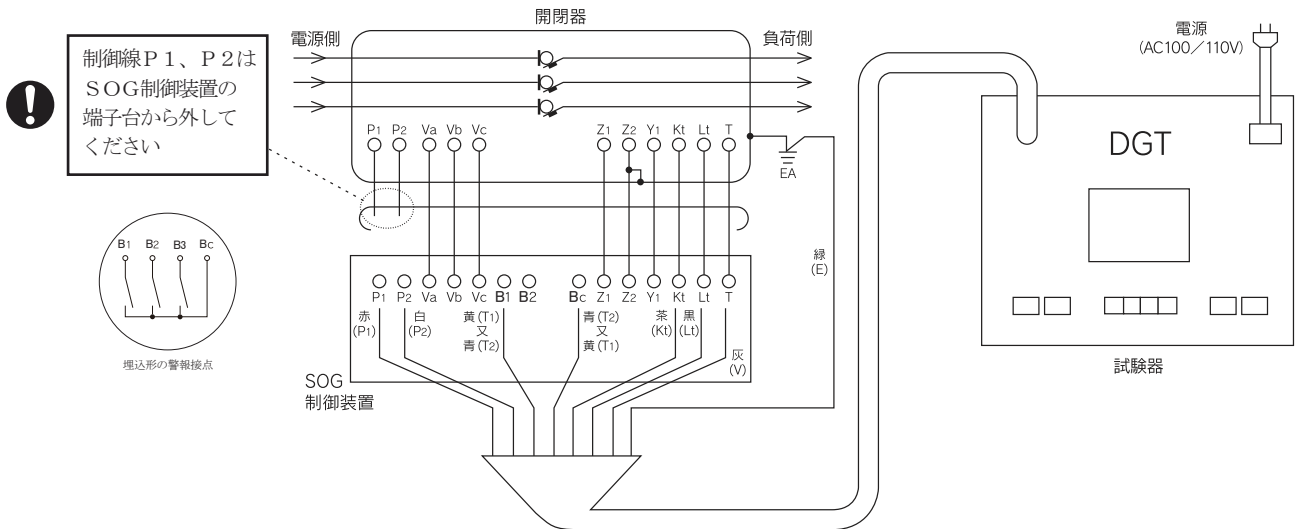 開閉器
電源側
負荷側
制御線P1、P2は
SOG制御装置の
端子台から外して
ください
P1 P2 Va Vb Vc Z1 Z2 Y1 Kt Lt T
EA
電源
(AC100/110V)
DGT
試験器
B1 B2 B3 Bc
埋込形の警報接点
緑
(E)
P1 P2 Va Vb Vc B1 B2 Bc Z1 Z2 Y1 Kt Lt T
赤
(P1)
白
(P2)
黄(T1)
又
青(T2)
青(T2)
又
黄(T1)
茶
(Kt)
黒
(Lt)
灰
(V)
SOG
制御装置